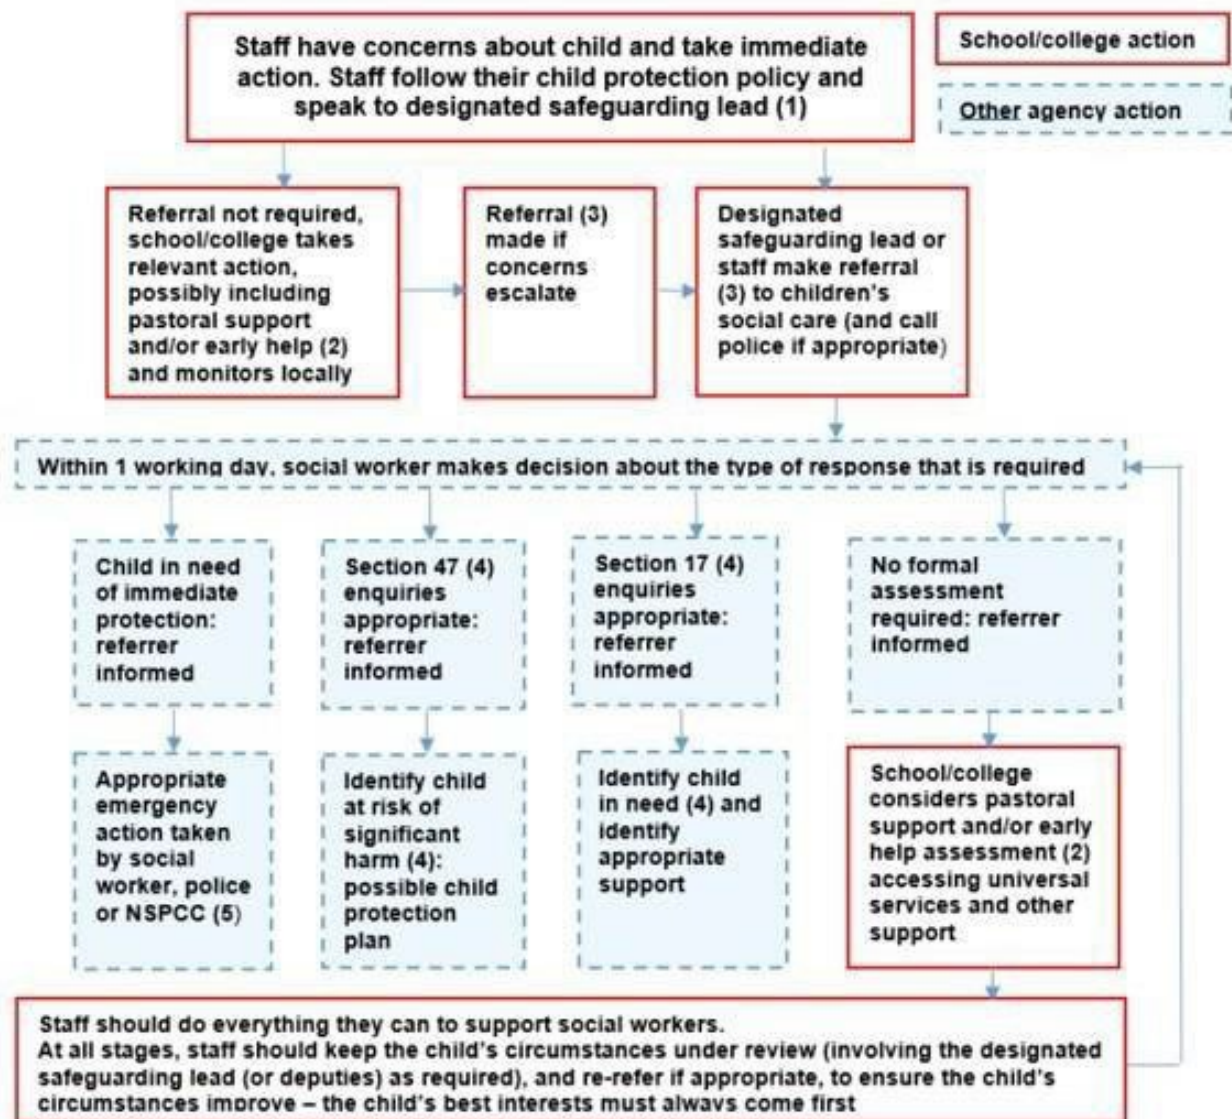 Staff have concerns about child and take immediate
action. Staff follow their child protection policy and
speak to designated safeguarding lead (1)
School/college action
Other agency action
Referral not required,
school/college takes
relevant action,
possibly including
pastoral support
and/or early help (2)
and monitors locally
Referral (3)
made if
concerns
escalate
Designated
safeguarding lead or
staff make referral
(3) to children's
social care (and call
police if appropriate)
Within 1 working day, social worker makes decision about the type of response that is required
Child in need
of immediate
protection:
referrer
informed
Section 47 (4)
enquiries
appropriate:
referrer
informed
Section 17 (4)
enquiries
appropriate:
referrer
informed
No formal
assessment
required: referrer
informed
Appropriate
emergency
action taken
by social
worker, police
or NSPCC (5)
Identify child
at risk of
significant
harm (4):
possible child
protection
plan
Identify child
in need (4) and
identify
appropriate
support
School/college
considers pastoral
support and/or early
help assessment (2)
accessing universal
services and other
support
Staff should do everything they can to support social workers.
At all stages, staff should keep the child's circumstances under review (involving the designated
safeguarding lead (or deputies) as required), and re-refer if appropriate, to ensure the child's
circumstances improve – the child's best interests must always come first